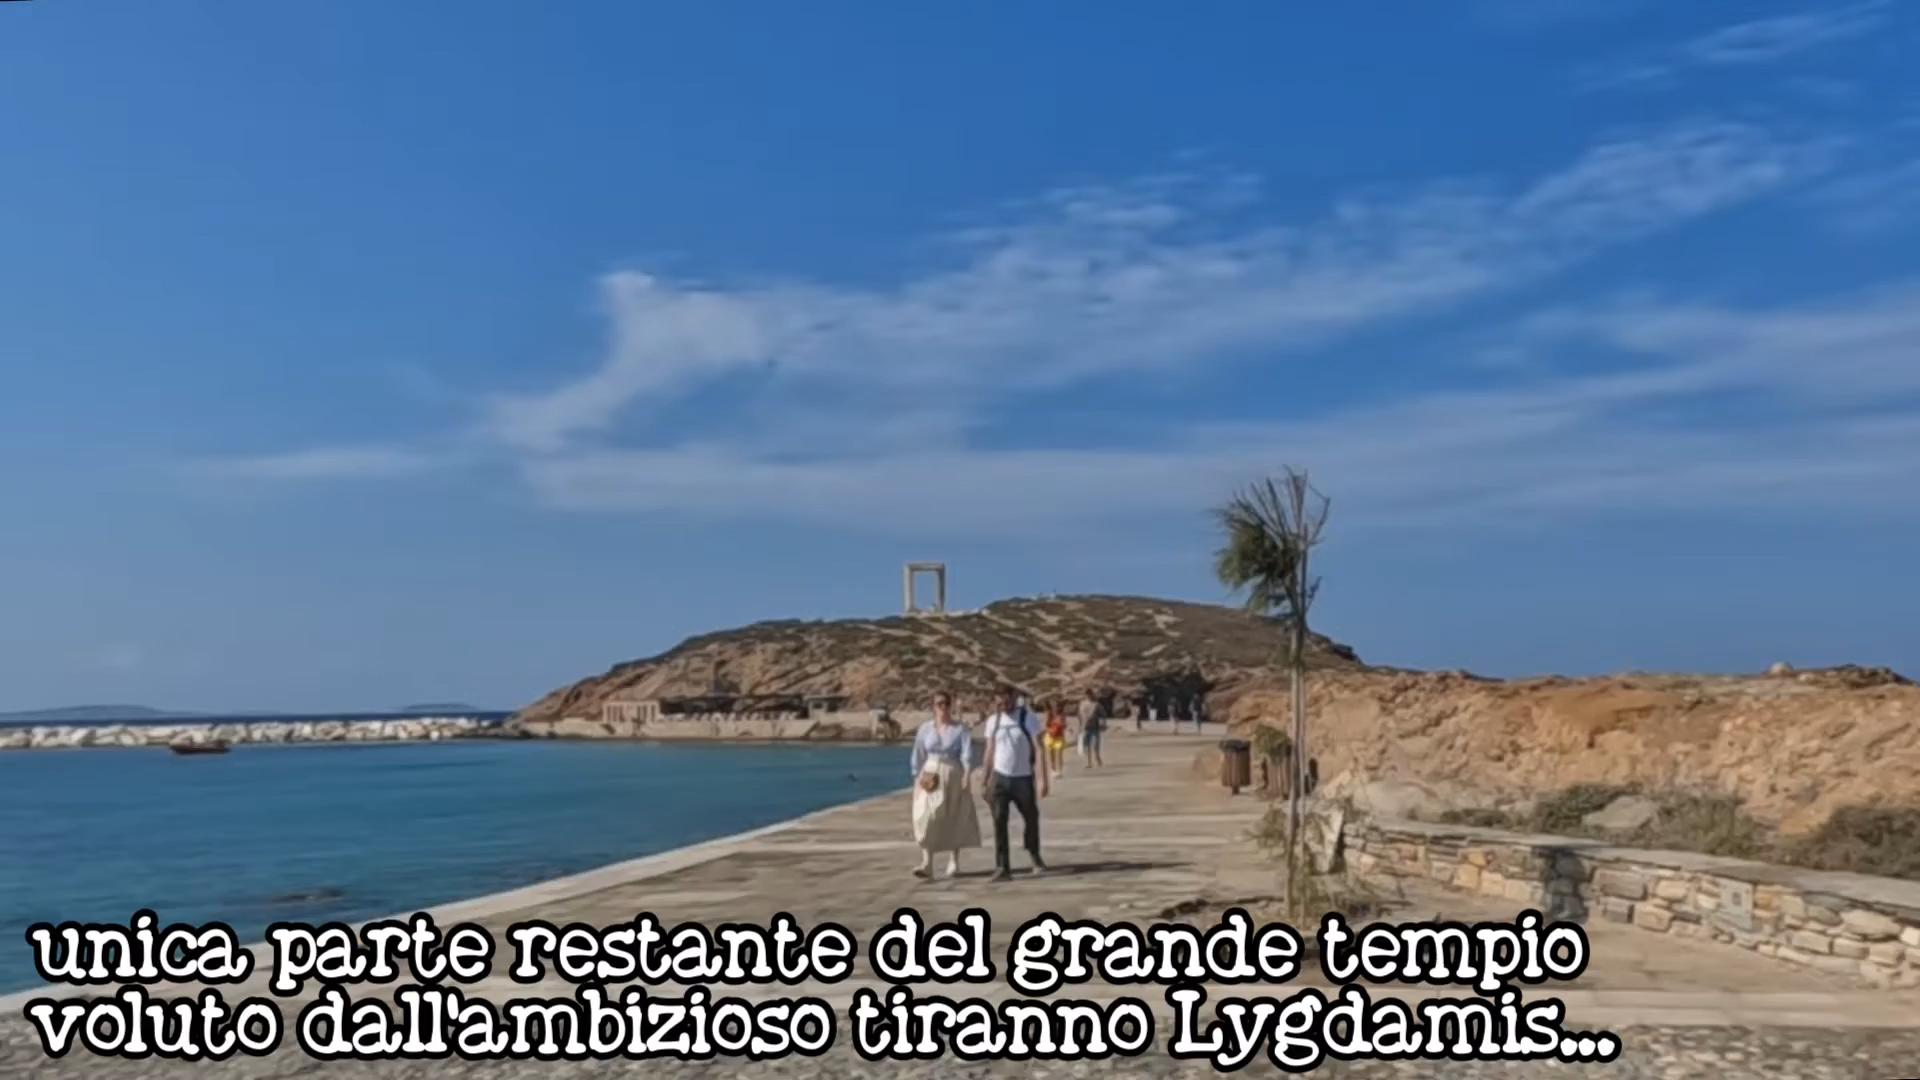 unica parte restante del grande tempio
voluto dall'ambizioso tiranno Lygdamis...